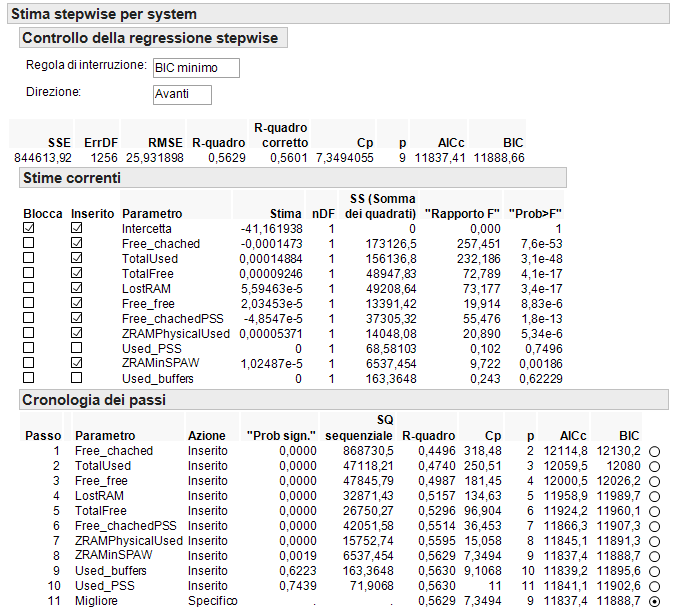 Stima stepwise per system
Controllo della regressione stepwise
Regola di interruzione: BIC minimo
Direzione: Avanti
R-quadro
SSE ErrDF RMSE R-quadro corretto Cp p AICc BIC
844613,92 1256 25,931898 0,5629 0,5601 7,3494055 9 11837,41 11888,66
Stime correnti
SS (Somma
Blocca Inserito Parametro Stima nDF dei quadrati) "Rapporto F" "Prob>F"
Intercetta -41,161938 1 0 0,000 1
Free_chached -0,0001473 1 173126,5 257,451 7,6e-53
TotalUsed 0,00014884 1 156136,8 232,186 3,1e-48
TotalFree 0,00009246 1 48947,83 72,789 4,1e-17
LostRAM 5,59463e-5 1 49208,64 73,177 3,4e-17
Free_free 2,03453e-5 1 13391,42 19,914 8,83e-6
Free_chachedPSS -4,8547e-5 1 37305,32 55,476 1,8e-13
ZRAMPhysicalUsed 0,00005371 1 14048,08 20,890 5,34e-6
Used_PSS 0 1 68,58103 0,102 0,7496
ZRAMinSPAW 1,02487e-5 1 6537,454 9,722 0,00186
Used_buffers 0 1 163,3648 0,243 0,62229
Cronologia dei passi
SQ
Passo Parametro Azione "Prob sign." sequenziale R-quadro Cp p AICc BIC
1 Free_chached Inserito 0,0000 868730,5 0,4496 318,48 2 12114,8 12130,2
2 TotalUsed Inserito 0,0000 47118,21 0,4740 250,51 3 12059,5 12080
3 Free_free Inserito 0,0000 47845,79 0,4987 181,45 4 12000,5 12026,2
4 LostRAM Inserito 0,0000 32871,43 0,5157 134,63 5 11958,9 11989,7
5 TotalFree Inserito 0,0000 26750,27 0,5296 96,904 6 11924,2 11960,1
6 Free_chachedPSS Inserito 0,0000 42051,58 0,5514 36,453 7 11866,3 11907,3
7 ZRAMPhysicalUsed Inserito 0,0000 15752,74 0,5595 15,058 8 11845,1 11891,3
8 ZRAMinSPAW Inserito 0,0019 6537,454 0,5629 7,3494 9 11837,4 11888,7
9 Used_buffers Inserito 0,6223 163,3648 0,5630 9,1068 10 11839,2 11895,6
10 Used_PSS Inserito 0,7439 71,9068 0,5630 11 11 11841,1 11902,6
11 Migliore Specifico . . 0,5629 7,3494 9 11837,4 11888,7